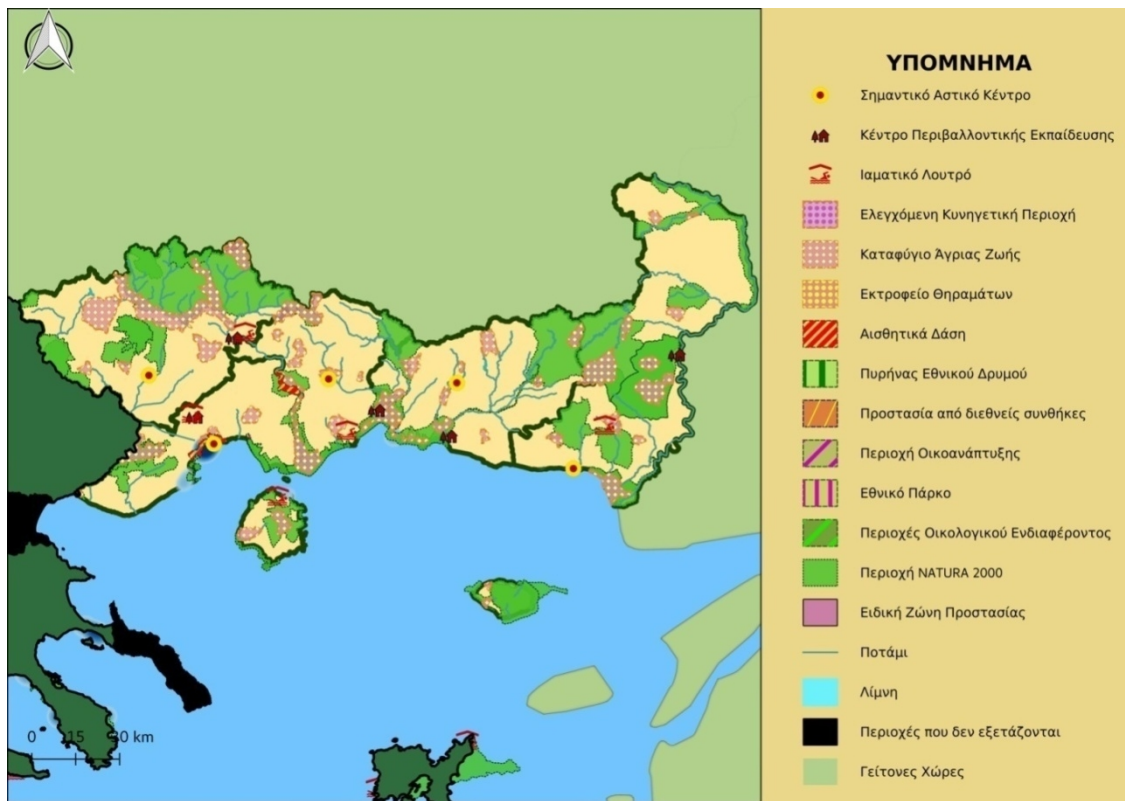 ΥΠΟΜΝΗΜΑ
Σημαντικό Αστικό Κέντρο
Κέντρο Περιβαλλοντικής Εκπαίδευσης
Ιαματικό Λουτρό
Ελεγχόμενη Κυνηγετική Περιοχή
Καταφύγιο Άγριας Ζωής
Εκτροφείο Θηραμάτων
Αισθητικά Δάση
Πυρήνας Εθνικού Δρυμού
Προστασία από διεθνείς συνθήκες
Περιοχή Οικοανάπτυξης
Εθνικό Πάρκο
Περιοχές Οικολογικού Ενδιαφέροντος
Περιοχή NATURA 2000
Ειδική Ζώνη Προστασίας
Ποτάμι
Λίμνη
Περιοχές που δεν εξετάζονται
Γείτονες Χώρες
0 15 30 km